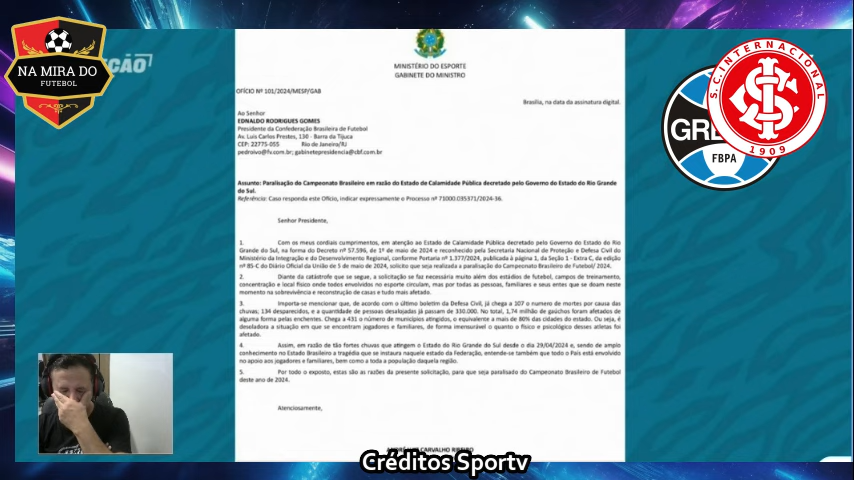 NA MIRA DO
FUTEBOL
ÇÃO
MINISTÉRIO DO ESPORTE
GABINETE DO MINISTRO
OFÍCIO Nº 101/2024/MESP/GAB
Brasília, na data da assinatura digital.
Ao Senhor
EDNALDO RODRIGUES GOMES
Presidente da Confederação Brasileira de Futebol
Av. Luis Carlos Prestes, 130 - Barra da Tijuca
CEP: 22775-055 Rio de Janeiro/RJ
pedroivo@fv.com.br; gabinetepresidencia@cbf.com.br
Assunto: Paralisação do Campeonato Brasileiro em razão do Estado de Calamidade Pública decretado pelo Governo do Estado do Rio Grande
do Sul.
Referência: Caso responda este Ofício, indicar expressamente o Processo nº 71000.035371/2024-36.
Senhor Presidente,
1. Com os meus cordiais cumprimentos, em atenção ao Estado de Calamidade Pública decretado pelo Governo do Estado do Rio
Grande do Sul, na forma do Decreto nº 57.596, de 1º de maio de 2024 e reconhecido pela Secretaria Nacional de Proteção e Defesa Civil do
Ministério da Integração e do Desenvolvimento Regional, conforme Portaria nº 1.377/2024, publicada à página 1, da Seção 1 - Extra C, da edição
nº 85-C do Diário Oficial da União de 5 de maio de 2024, solicito que seja realizada a paralisação do Campeonato Brasileiro de Futebol/ 2024.
2. Diante da catástrofe que se segue, a solicitação se faz necessária muito além dos estádios de futebol, campos de treinamento,
concentração e local físico onde todos envolvidos no esporte circulam, mas por todas as pessoas, familiares e seus entes que se doam neste
momento na sobrevivência e reconstrução de casas e tudo mais afetado.
3. Importa-se mencionar que, de acordo com o último boletim da Defesa Civil, já chega a 107 o numero de mortes por causa das
chuvas, 134 desparecidos, e a quantidade de pessoas desalojadas já passam de 330.000. No total, 1,74 milhão de gaúchos foram afetados de
alguma forma pelas enchentes. Chega a 431 o número de municípios atingidos, o equivalente a mais de 80% das cidades do estado. Ou seja, é
desoladora a situação em que se encontram jogadores e familiares, de forma imensurável o quanto o físico e psicológico desses atletas foi
afetado.
4. Assim, em razão de tão fortes chuvas que atingem o Estado do Rio Grande do Sul desde o dia 29/04/2024 e, sendo de amplo
conhecimento no Estado Brasileiro a tragédia que se instaura naquele estado da Federação, entende-se também que todo o País está envolvido
no apoio aos jogadores e familiares, bem como a toda a população daquela região.
5. Por todo o exposto, estas são as razões da presente solicitação, para que seja paralisado do Campeonato Brasileiro de Futebol
deste ano de 2024.
Atenciosamente,
CARVALHO RIBEIRO
S.C. INTERNACIONAL
1909
GRE
FBPA
Créditos Sportv